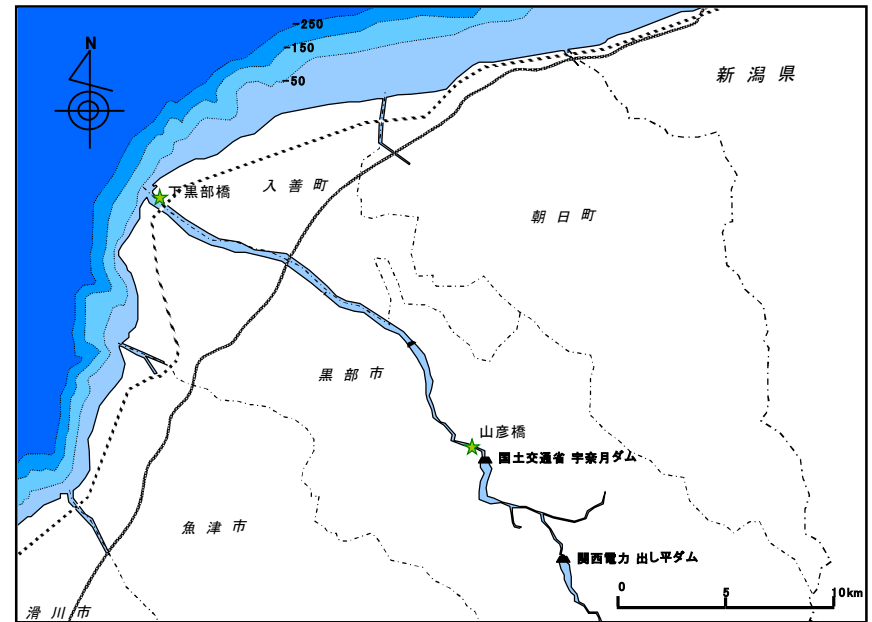 -250
-150
-50
N
新潟県
下黒部橋
入善町
朝日町
黒部市
山彦橋
国土交通省 宇奈月ダム
魚津市
関西電力 出し平ダム
0 5 10km
滑川市